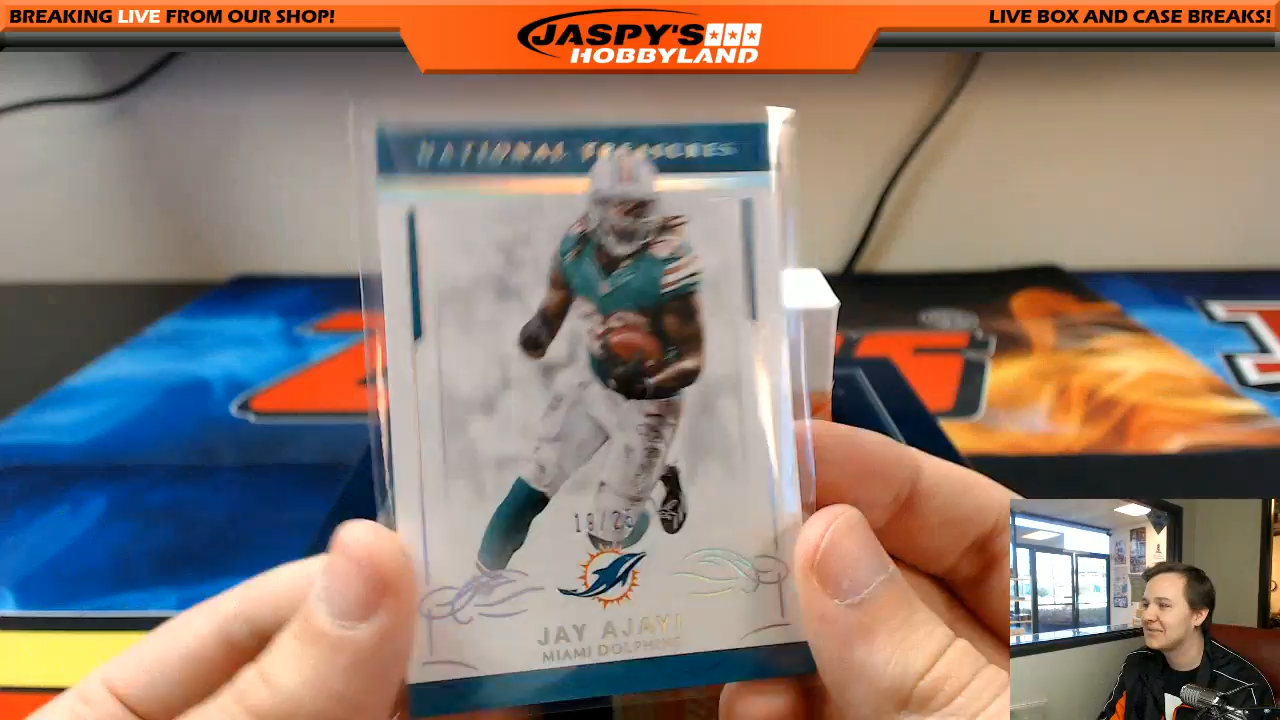 BREAKING LIVE FROM OUR SHOP!
JASPY'S
HOBBYLAND
LIVE BOX AND CASE BREAKS!
NATIONAL TREASURES
JAY AJAYI
MIAMI DOLPHINS